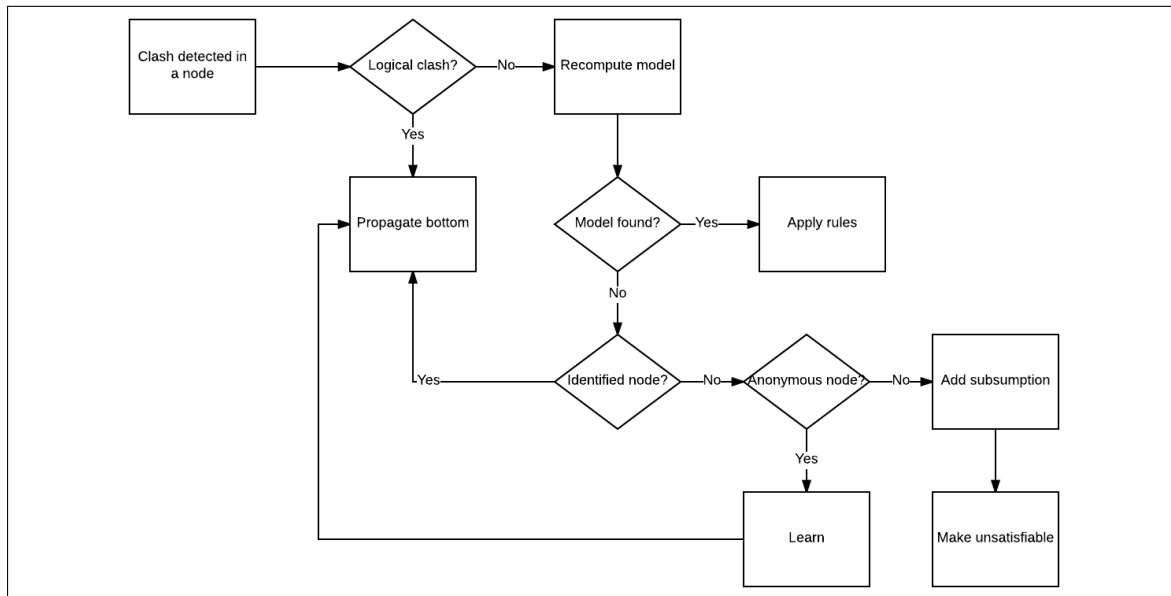 Clash detected in
a node
Logical clash?
No
Recompute model
Yes
Propagate bottom
Model found?
Yes
Apply rules
No
Yes
Identified node?
No
Anonymous node?
No
Add subsumption
Yes
Learn
Make unsatisfiable